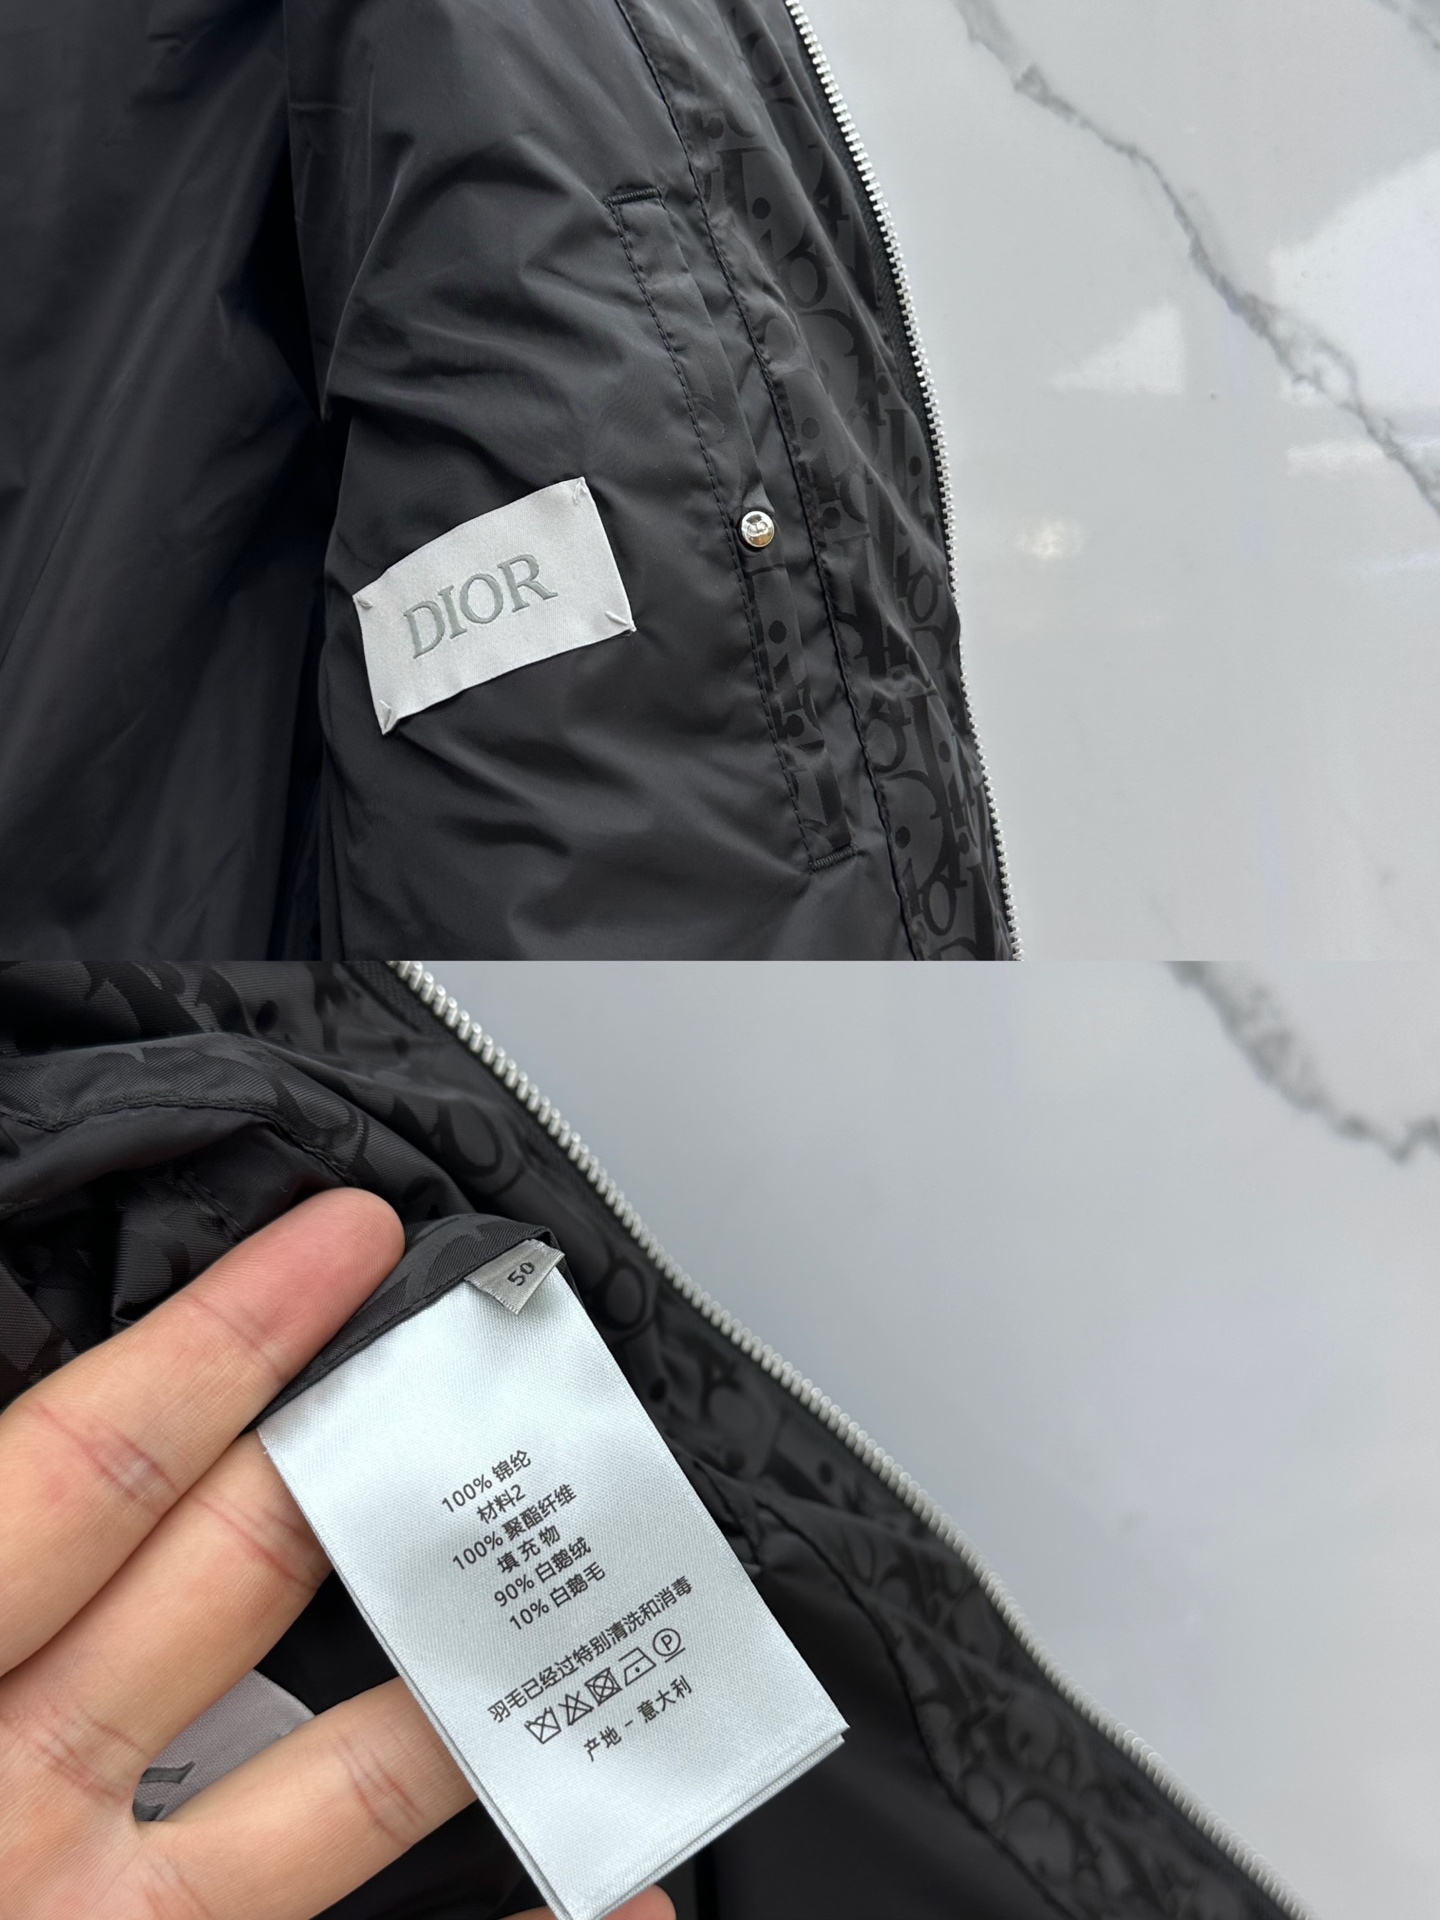 DIOR
50
100% 锦纶
材料2
100% 聚酯纤维
填充物
90% 白鹅绒
10% 白鹅毛
羽毛已经过特别清洗和消毒
P
产地 - 意大利